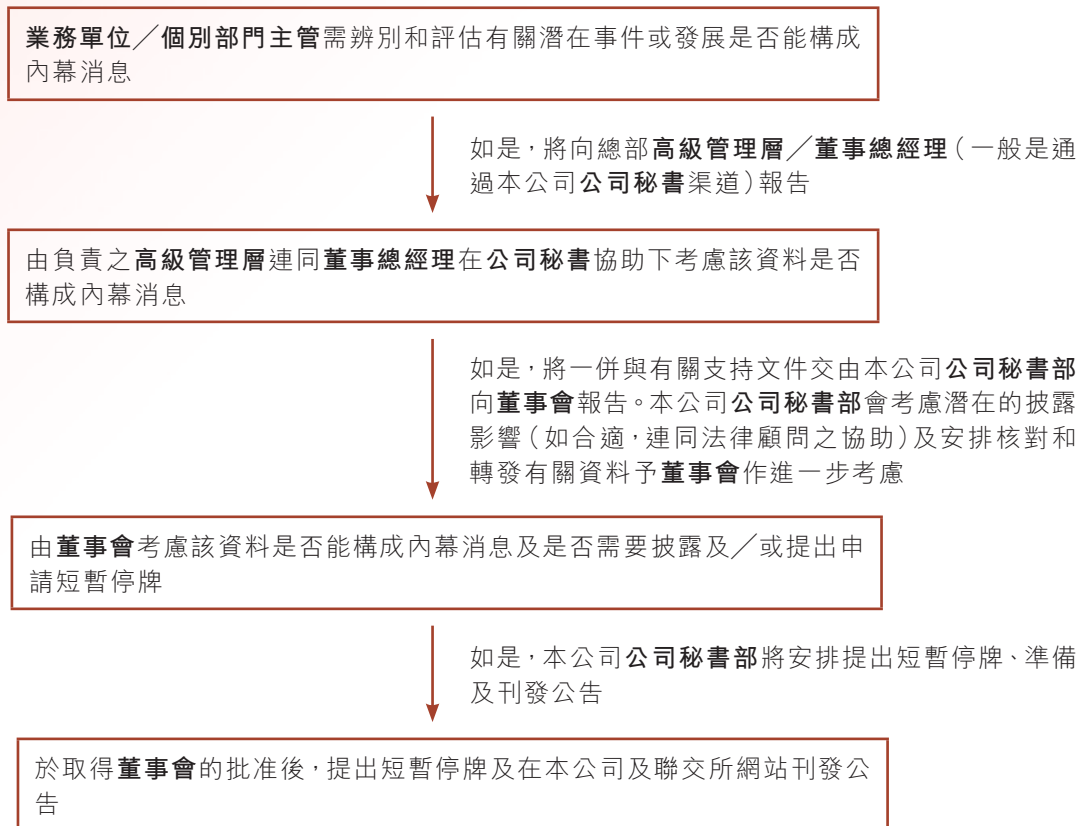 業務單位╱個別部門主管需辨別和評估有關潛在事件或發展是否能構成
內幕消息
如是，將向總部高級管理層╱董事總經理（一般是通
過本公司公司秘書渠道）報告
由負責之高級管理層連同董事總經理在公司秘書協助下考慮該資料是否
構成內幕消息
如是，將一併與有關支持文件交由本公司公司秘書部
向董事會報告。本公司公司秘書部會考慮潛在的披露
影響（如合適，連同法律顧問之協助）及安排核對和
轉發有關資料予董事會作進一步考慮
由董事會考慮該資料是否能構成內幕消息及是否需要披露及╱或提出申
請短暫停牌
如是，本公司公司秘書部將安排提出短暫停牌、準備
及刊發公告
於取得董事會的批准後，提出短暫停牌及在本公司及聯交所網站刊發公
告